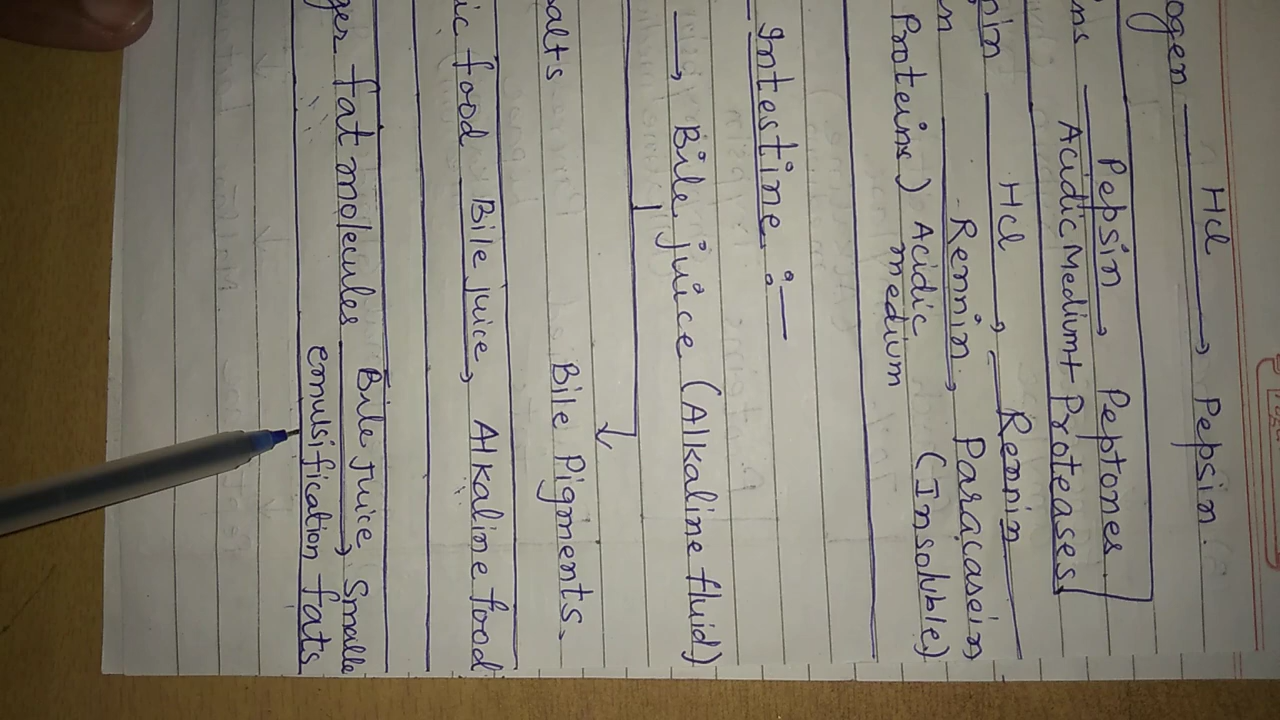 ogen → Hcl → Pepsin.
ns Pepsin → Peptones
Acidic Medium + Proteases
pin Hcl → Rennin
n Rennin → Paracasein
Proteins) Acidic medium (Insoluble)
Intestine :—
→ Bile juice (Alkaline fluid)
alts Bile Pigments.
ic food Bile juice → Alkaline food
ger fat molecules Bile Juice → Smalle
emulsification fats